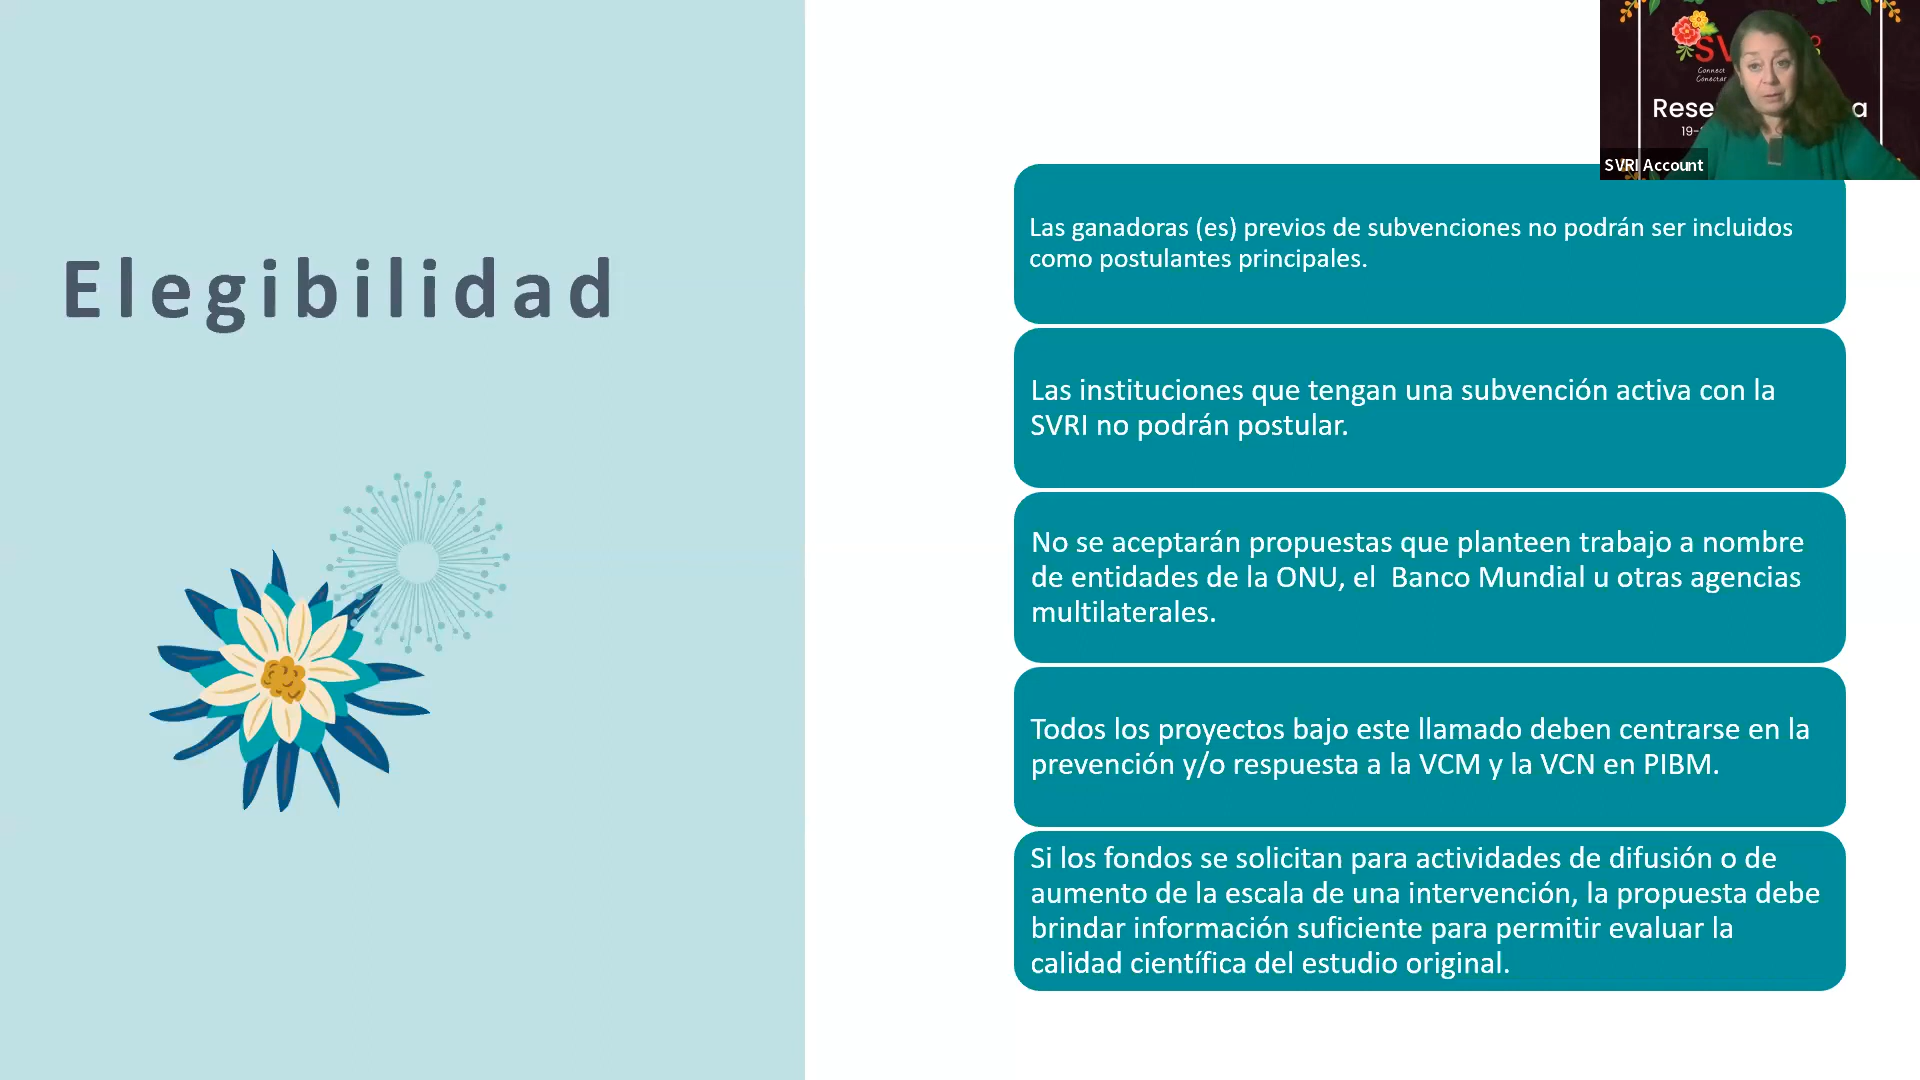 Elegibilidad
Las ganadoras (es) previos de subvenciones no podrán ser incluidos
como postulantes principales.
Las instituciones que tengan una subvención activa con la
SVRI no podrán postular.
No se aceptarán propuestas que planteen trabajo a nombre
de entidades de la ONU, el Banco Mundial u otras agencias
multilaterales.
Todos los proyectos bajo este llamado deben centrarse en la
prevención y/o respuesta a la VCM y la VCN en PIBM.
Si los fondos se solicitan para actividades de difusión o de
aumento de la escala de una intervención, la propuesta debe
brindar información suficiente para permitir evaluar la
calidad científica del estudio original.
Connect
Conectar
SVRI Account